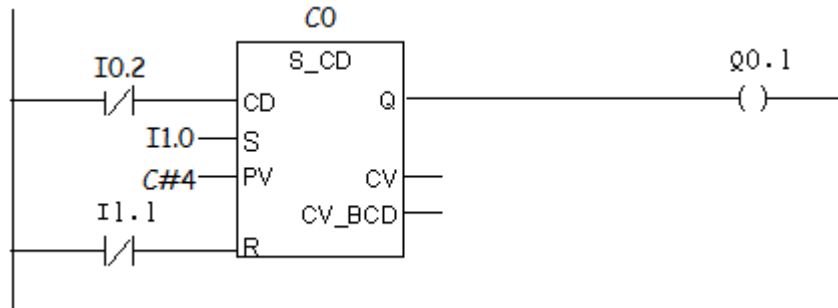 C0
S_CD
I0.2
Q0.1
CD
Q
I1.0
S
C#4
PV
CV
I1.1
CV_BCD
R